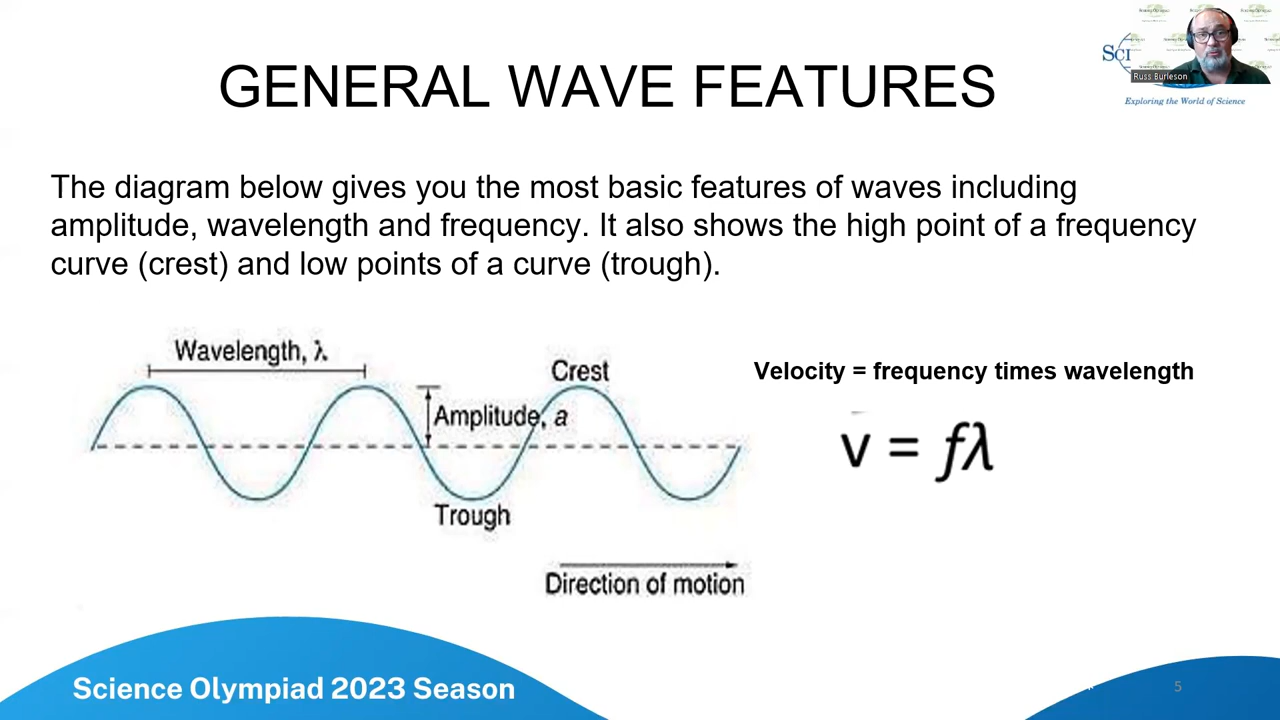 GENERAL WAVE FEATURES
Russ Burleson
Exploring the World of Science
The diagram below gives you the most basic features of waves including
amplitude, wavelength and frequency. It also shows the high point of a frequency
curve (crest) and low points of a curve (trough).
Wavelength, λ
Crest
Amplitude, a
Trough
Direction of motion
Velocity = frequency times wavelength
v = fλ
Science Olympiad 2023 Season
5